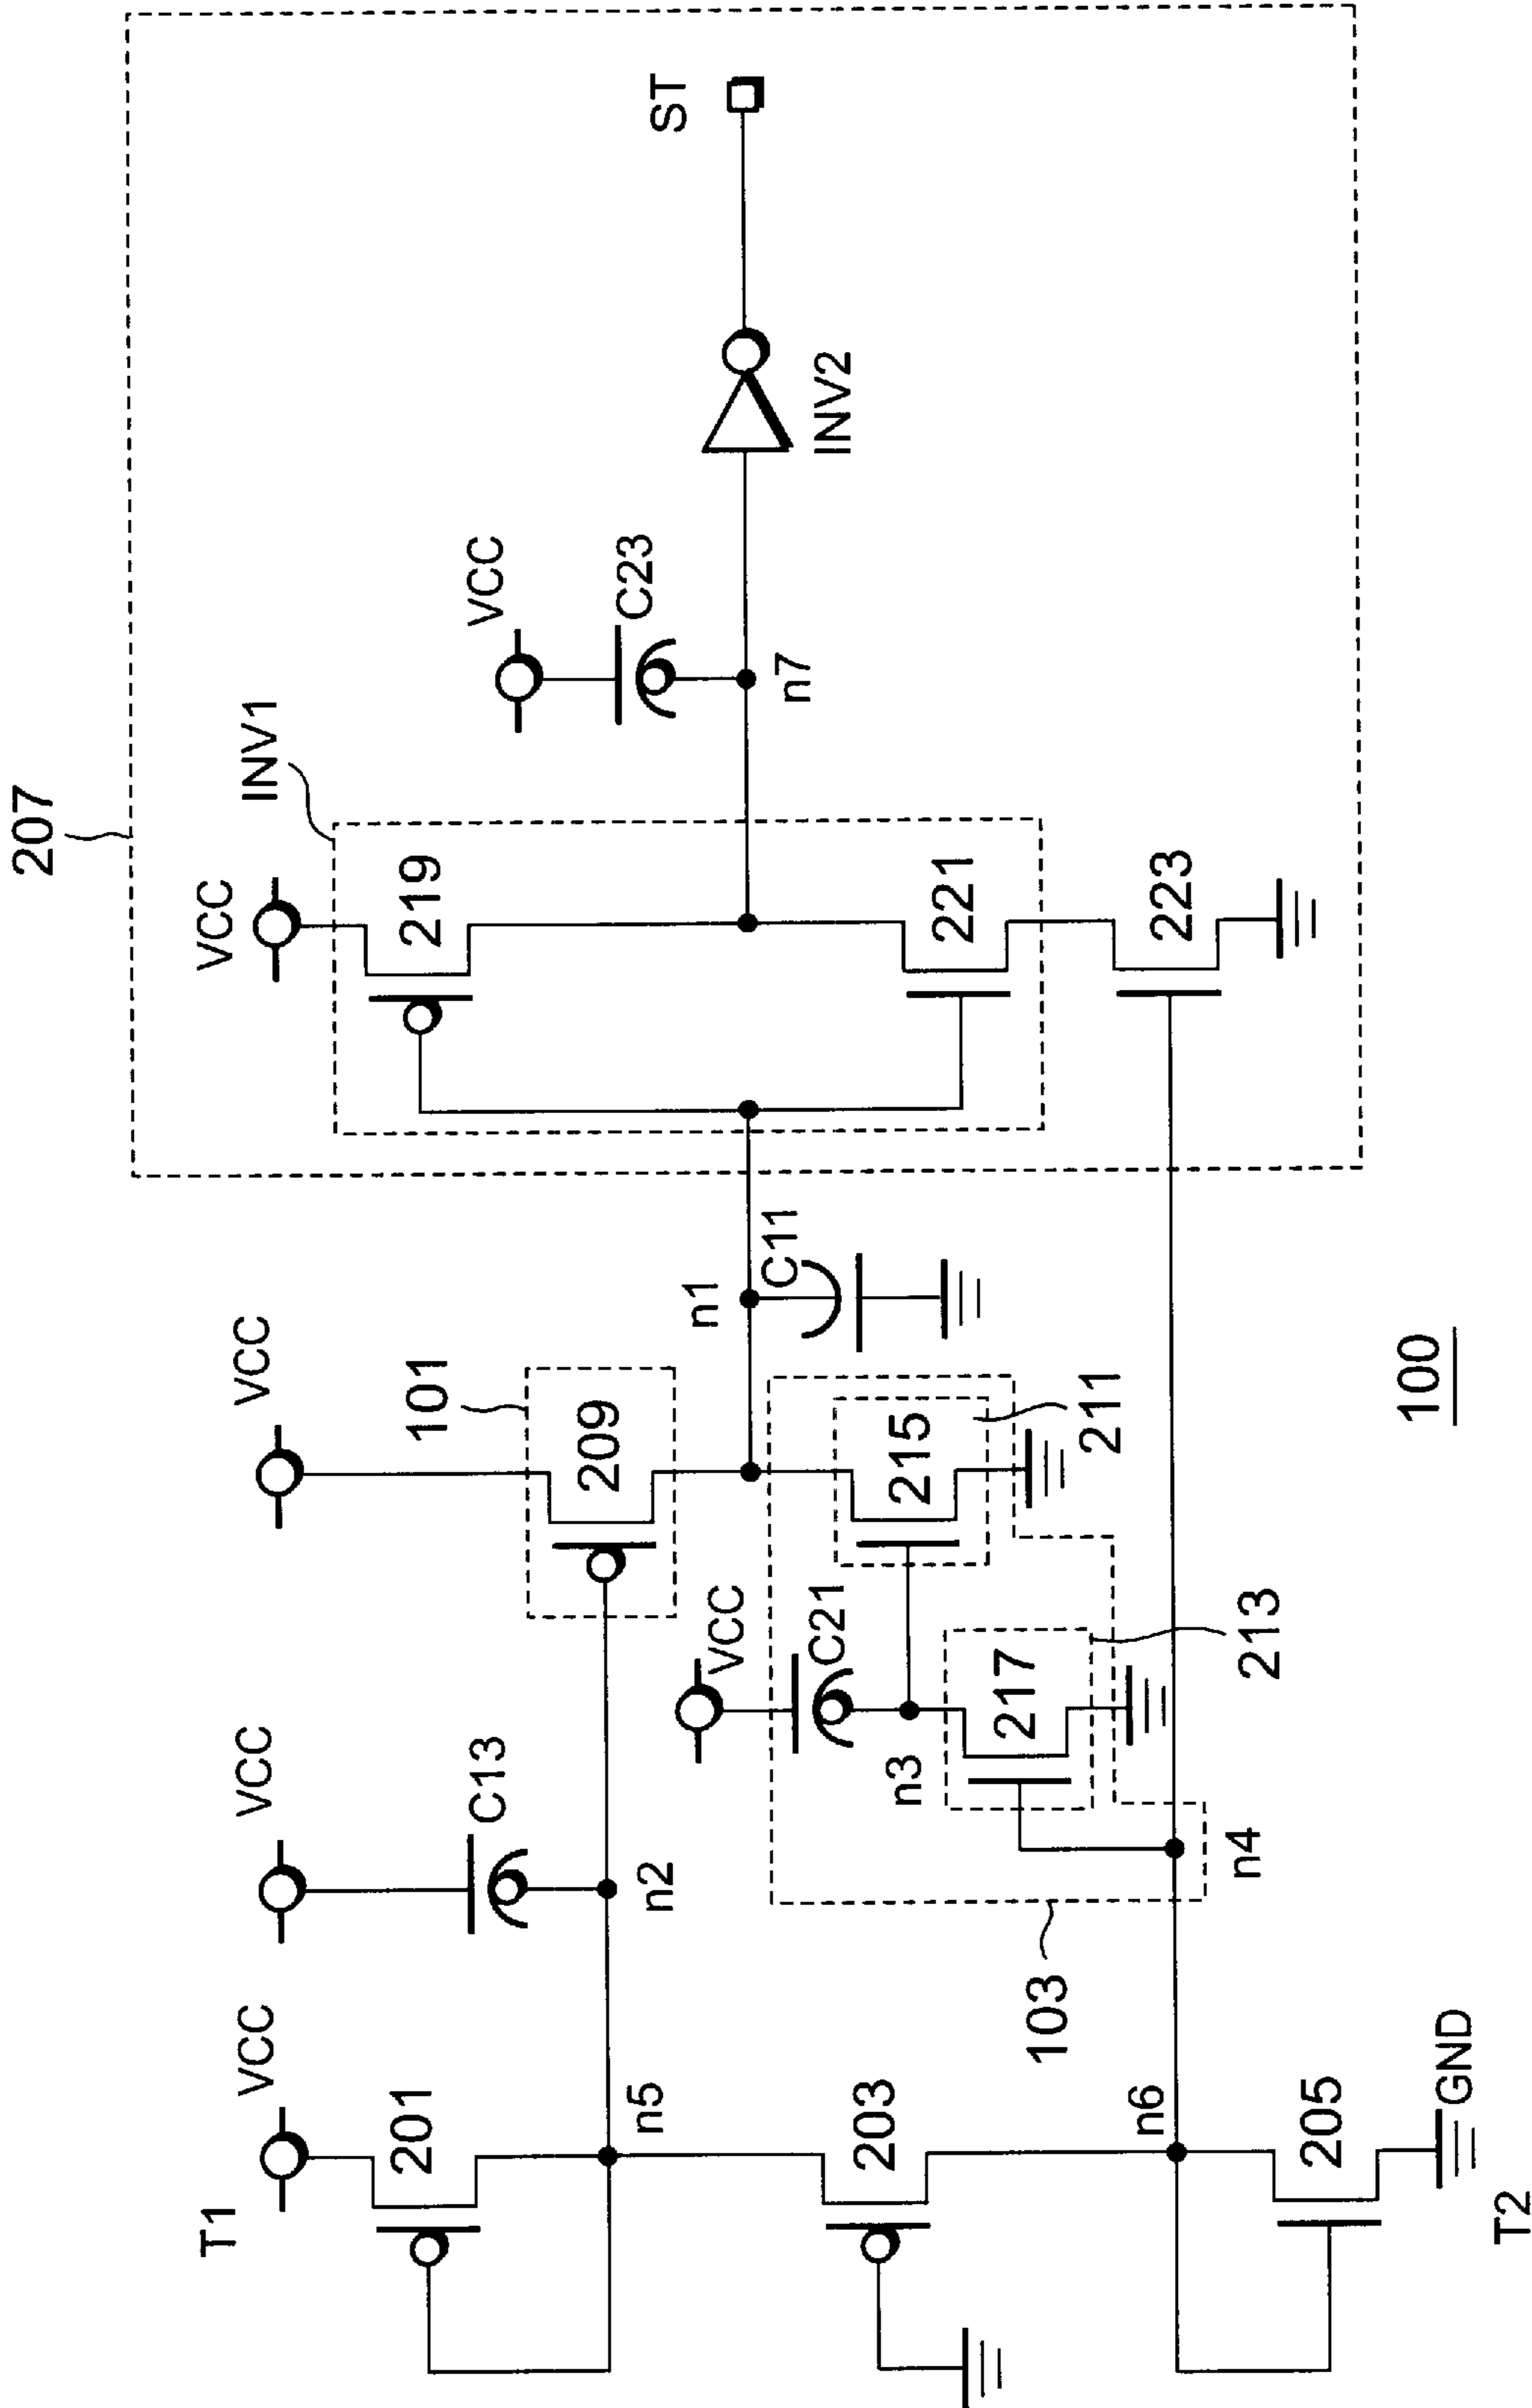 207
VCC
INV1
VCC
VCC
VCC
VCC
T1
201
C13
101
209
n1
219
C23
ST
n5
n2
VCC
C21
C11
n7
INV2
203
n3
215
221
217
211
n6
n4
103
213
223
205
GND
T2
100